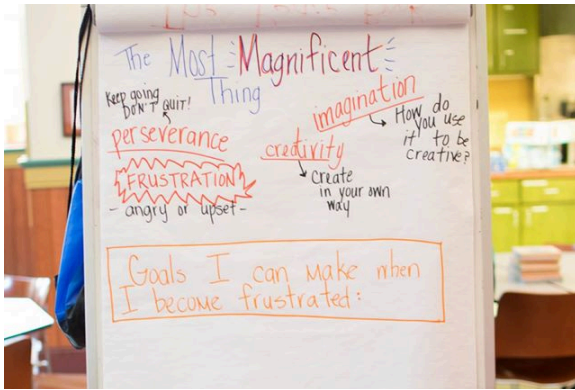 The Most Magnificent
Thing
Keep going
DON'T QUIT!
perseverance
FRUSTRATION
- angry or upset -
imagination
How do
you use
it to be
creative?
creativity
create
in your own
way
Goals I can make when
I become frustrated: